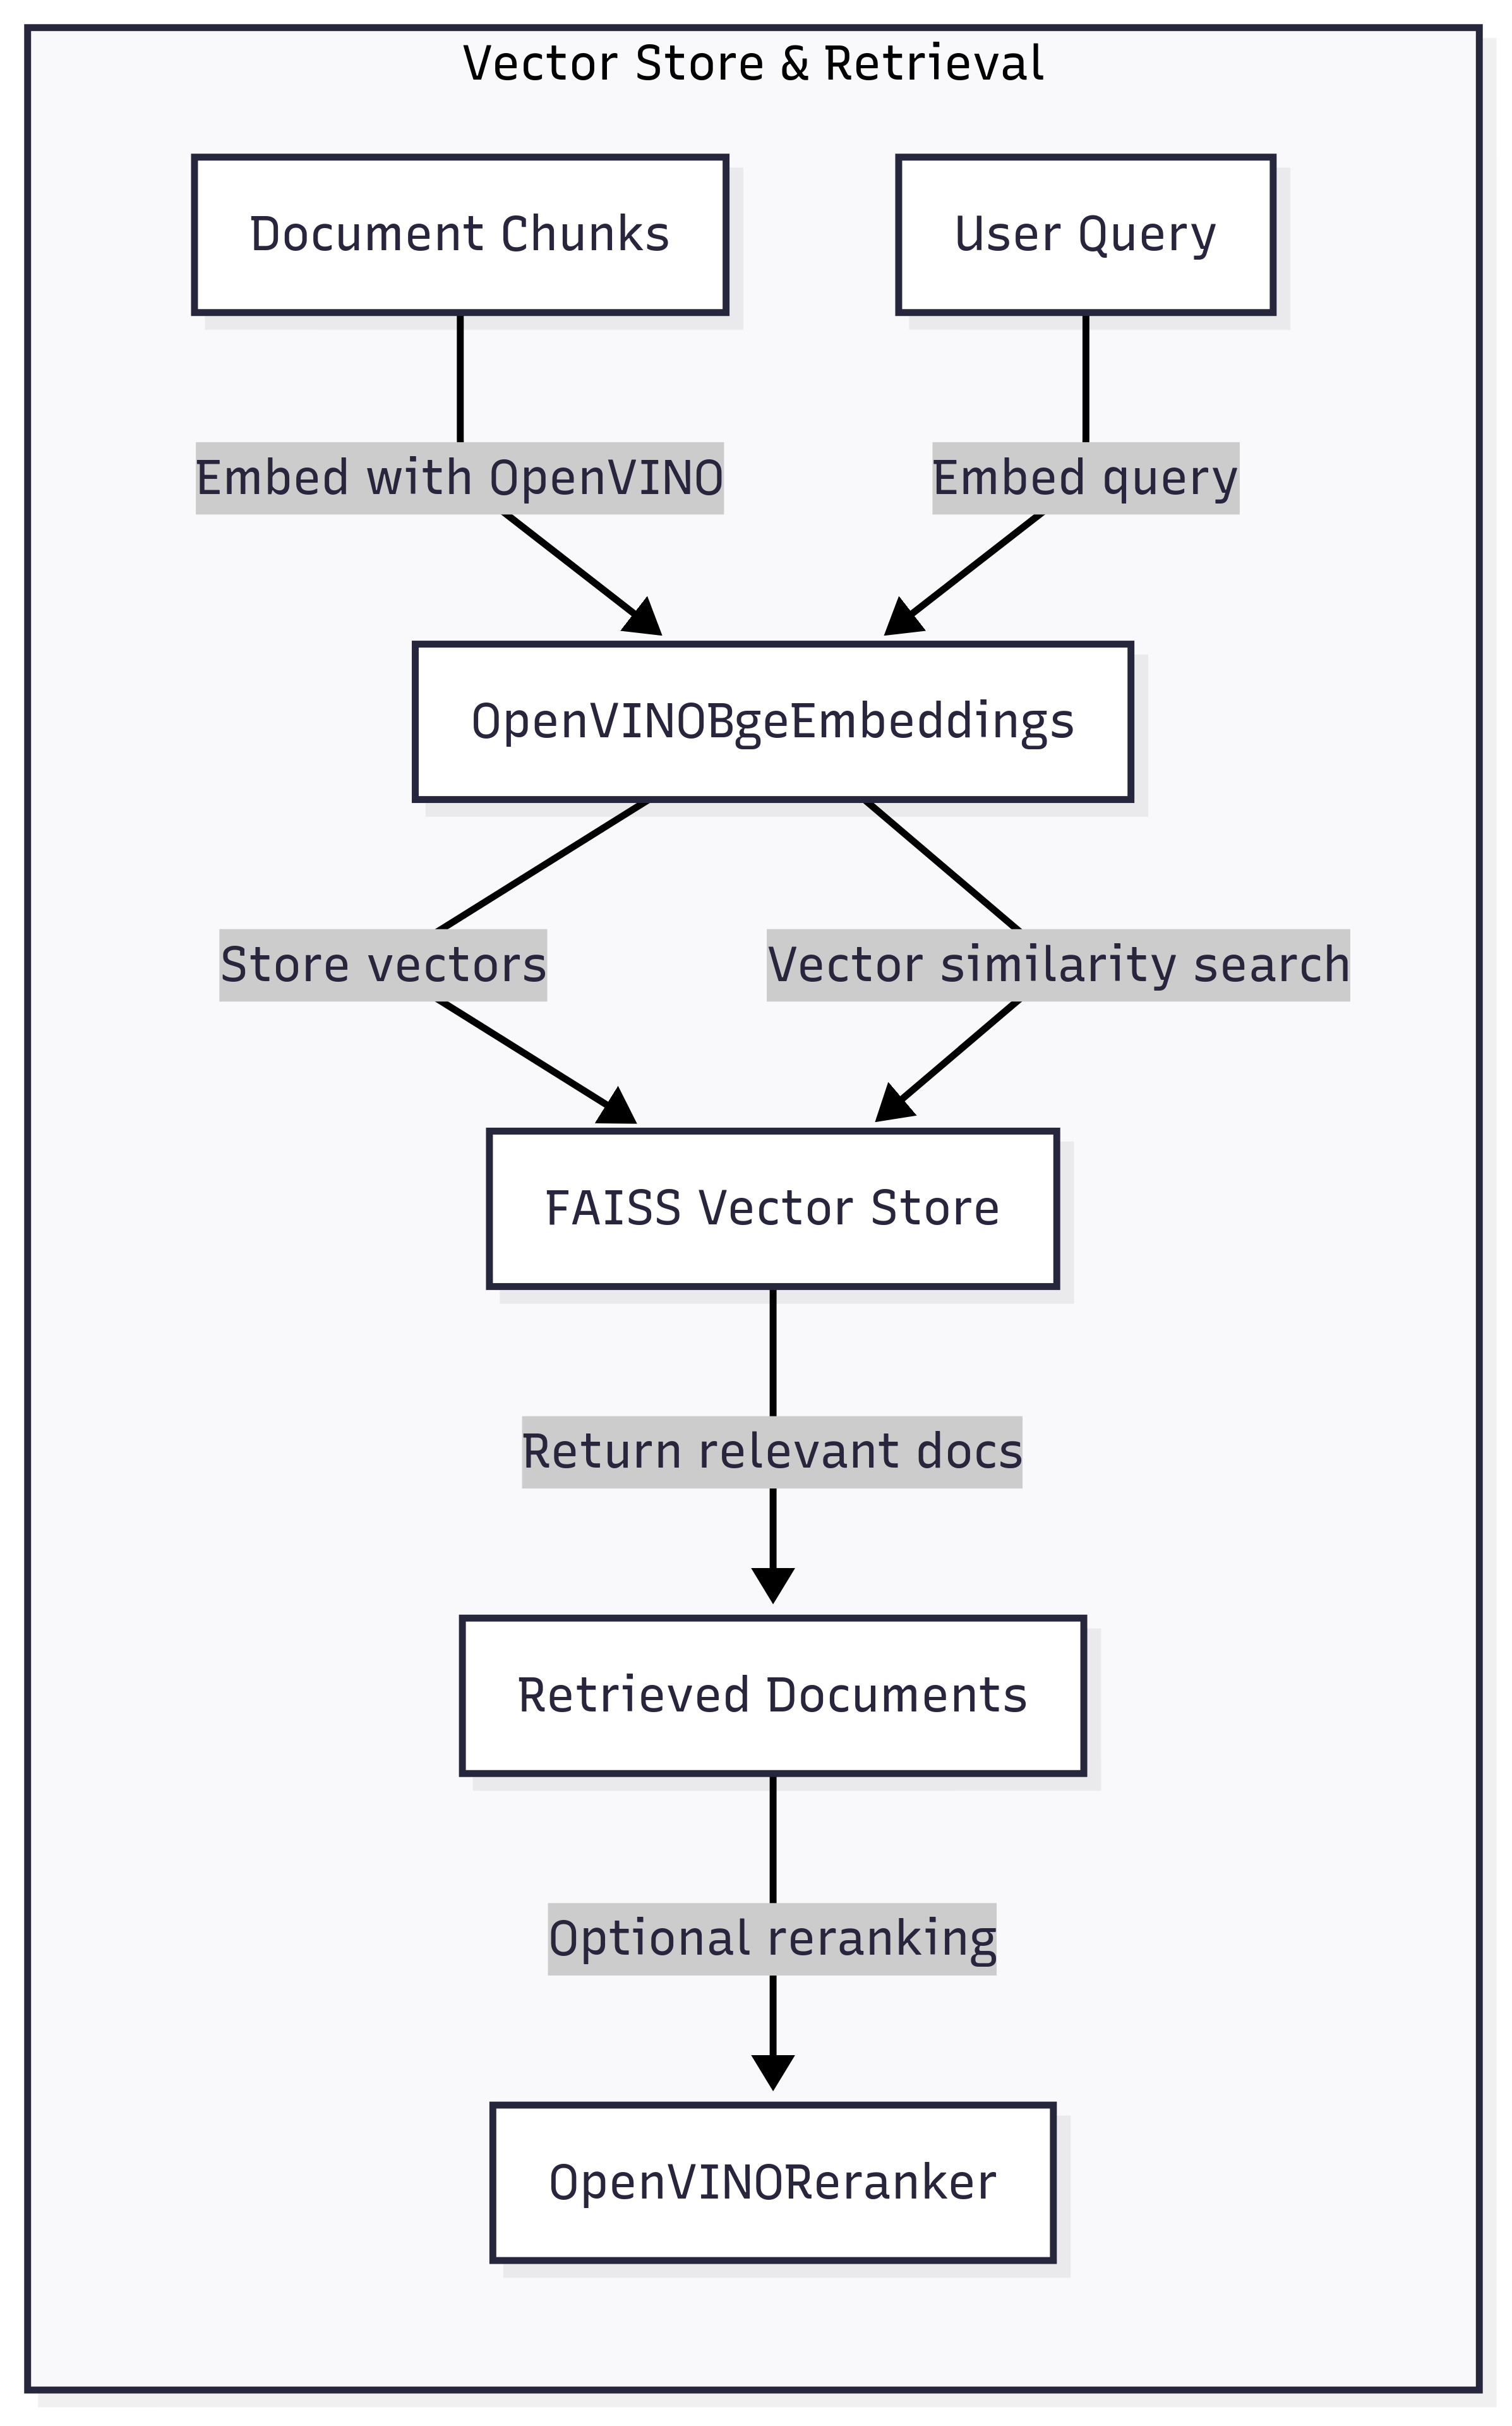 Vector Store & Retrieval
Document Chunks
User Query
Embed with OpenVINO
Embed query
OpenVINOBgeEmbeddings
Store vectors
Vector similarity search
FAISS Vector Store
Return relevant docs
Retrieved Documents
Optional reranking
OpenVINOReranker